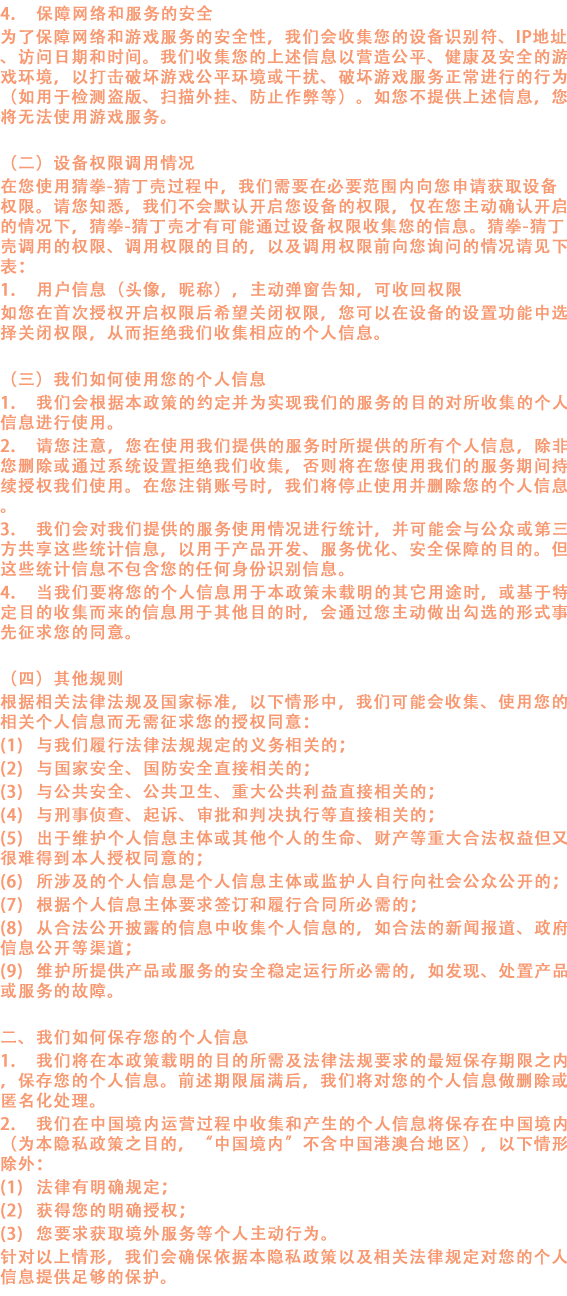 4.   保障网络和服务的安全
为了保障网络和游戏服务的安全性，我们会收集您的设备识别符、IP地址
、访问日期和时间。我们收集您的上述信息以营造公平、健康及安全的游
戏环境，以打击破坏游戏公平环境或干扰、破坏游戏服务正常进行的行为
（如用于检测盗版、扫描外挂、防止作弊等）。如您不提供上述信息，您
将无法使用游戏服务。
（二）设备权限调用情况
在您使用猜拳-猜丁壳过程中，我们需要在必要范围内向您申请获取设备
权限。请您知悉，我们不会默认开启您设备的权限，仅在您主动确认开启
的情况下，猜拳-猜丁壳才有可能通过设备权限收集您的信息。猜拳-猜丁
壳调用的权限、调用权限的目的，以及调用权限前向您询问的情况请见下
表：
1.   用户信息（头像，昵称），主动弹窗告知，可收回权限
如您在首次授权开启权限后希望关闭权限，您可以在设备的设置功能中选
择关闭权限，从而拒绝我们收集相应的个人信息。
（三）我们如何使用您的个人信息
1.   我们会根据本政策的约定并为实现我们的服务的目的对所收集的个人
信息进行使用。
2.   请您注意，您在使用我们提供的服务时所提供的所有个人信息，除非
您删除或通过系统设置拒绝我们收集，否则将在您使用我们的服务期间持
续授权我们使用。在您注销账号时，我们将停止使用并删除您的个人信息
。
3.   我们会对我们提供的服务使用情况进行统计，并可能会与公众或第三
方共享这些统计信息，以用于产品开发、服务优化、安全保障的目的。但
这些统计信息不包含您的任何身份识别信息。
4.   当我们要将您的个人信息用于本政策未载明的其它用途时，或基于特
定目的收集而来的信息用于其他目的时，会通过您主动做出勾选的形式事
先征求您的同意。
（四）其他规则
根据相关法律法规及国家标准，以下情形中，我们可能会收集、使用您的
相关个人信息而无需征求您的授权同意：
(1)   与我们履行法律法规规定的义务相关的；
(2)   与国家安全、国防安全直接相关的；
(3)   与公共安全、公共卫生、重大公共利益直接相关的；
(4)   与刑事侦查、起诉、审批和判决执行等直接相关的；
(5)   出于维护个人信息主体或其他个人的生命、财产等重大合法权益但又
很难得到本人授权同意的；
(6)   所涉及的个人信息是个人信息主体或监护人自行向社会公众公开的；
(7)   根据个人信息主体要求签订和履行合同所必需的；
(8)   从合法公开披露的信息中收集个人信息的，如合法的新闻报道、政府
信息公开等渠道；
(9)   维护所提供产品或服务的安全稳定运行所必需的，如发现、处置产品
或服务的故障。
二、我们如何保存您的个人信息
1.   我们将在本政策载明的目的所需及法律法规要求的最短保存期限之内
，保存您的个人信息。前述期限届满后，我们将对您的个人信息做删除或
匿名化处理。
2.   我们在中国境内运营过程中收集和产生的个人信息将保存在中国境内
（为本隐私政策之目的，“中国境内”不含中国港澳台地区），以下情形
除外：
(1)   法律有明确规定；
(2)   获得您的明确授权；
(3)   您要求获取境外服务等个人主动行为。
针对以上情形，我们会确保依据本隐私政策以及相关法律规定对您的个人
信息提供足够的保护。